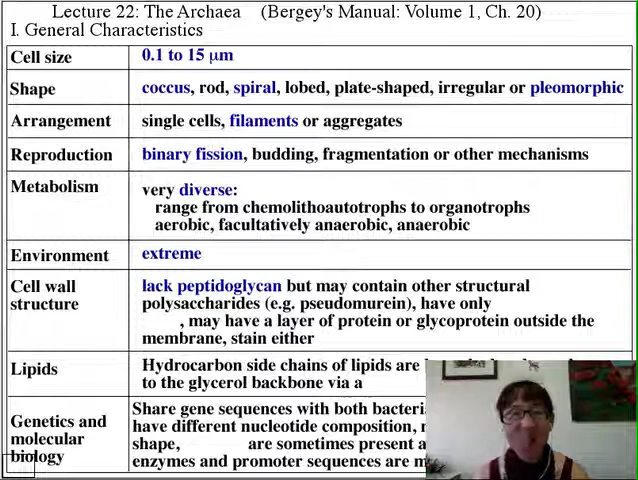 Lecture 22: The Archaea (Bergey's Manual: Volume 1, Ch. 20)
I. General Characteristics
Cell size 0.1 to 15 µm
Shape coccus, rod, spiral, lobed, plate-shaped, irregular or pleomorphic
Arrangement single cells, filaments or aggregates
Reproduction binary fission, budding, fragmentation or other mechanisms
Metabolism very diverse:
range from chemolithoautotrophs to organotrophs
aerobic, facultatively anaerobic, anaerobic
Environment extreme
Cell wall structure lack peptidoglycan but may contain other structural
polysaccharides (e.g. pseudomurein), have only
, may have a layer of protein or glycoprotein outside the
membrane, stain either
Lipids Hydrocarbon side chains of lipids are
to the glycerol backbone via a
Genetics and molecular biology Share gene sequences with both
have different nucleotide composition,
shape, are sometimes present
enzymes and promoter sequences are